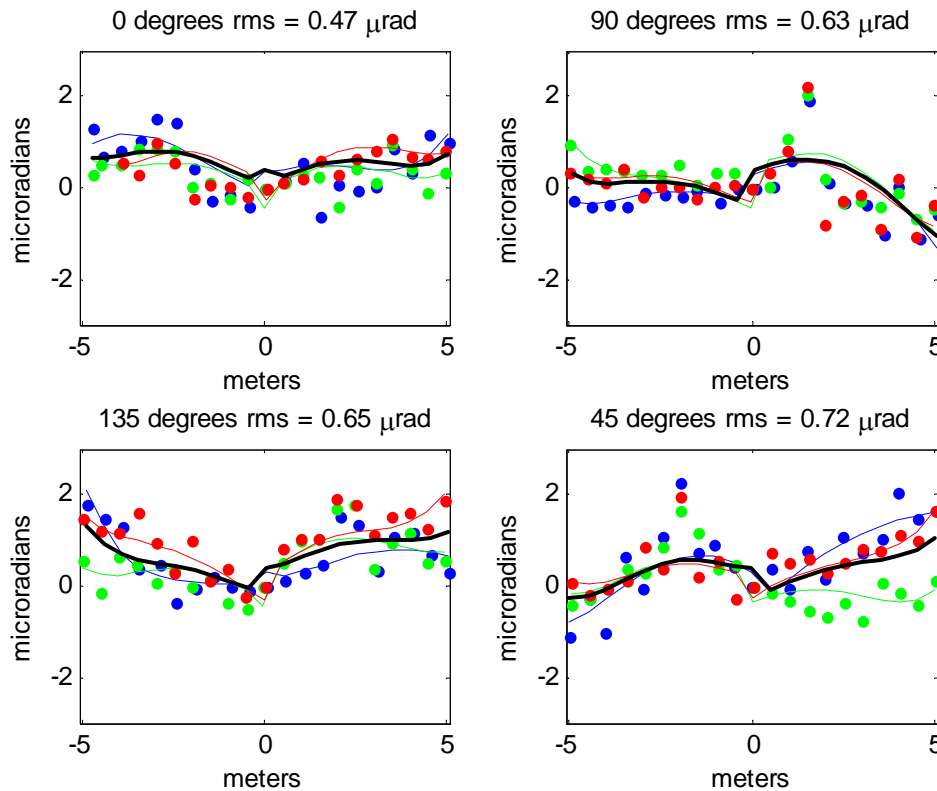 0 degrees rms = 0.47 μrad
microradians
2
0
-2
-5
0
5
meters
90 degrees rms = 0.63 μrad
microradians
2
0
-2
-5
0
5
meters
135 degrees rms = 0.65 μrad
microradians
2
0
-2
-5
0
5
meters
45 degrees rms = 0.72 μrad
microradians
2
0
-2
-5
0
5
meters